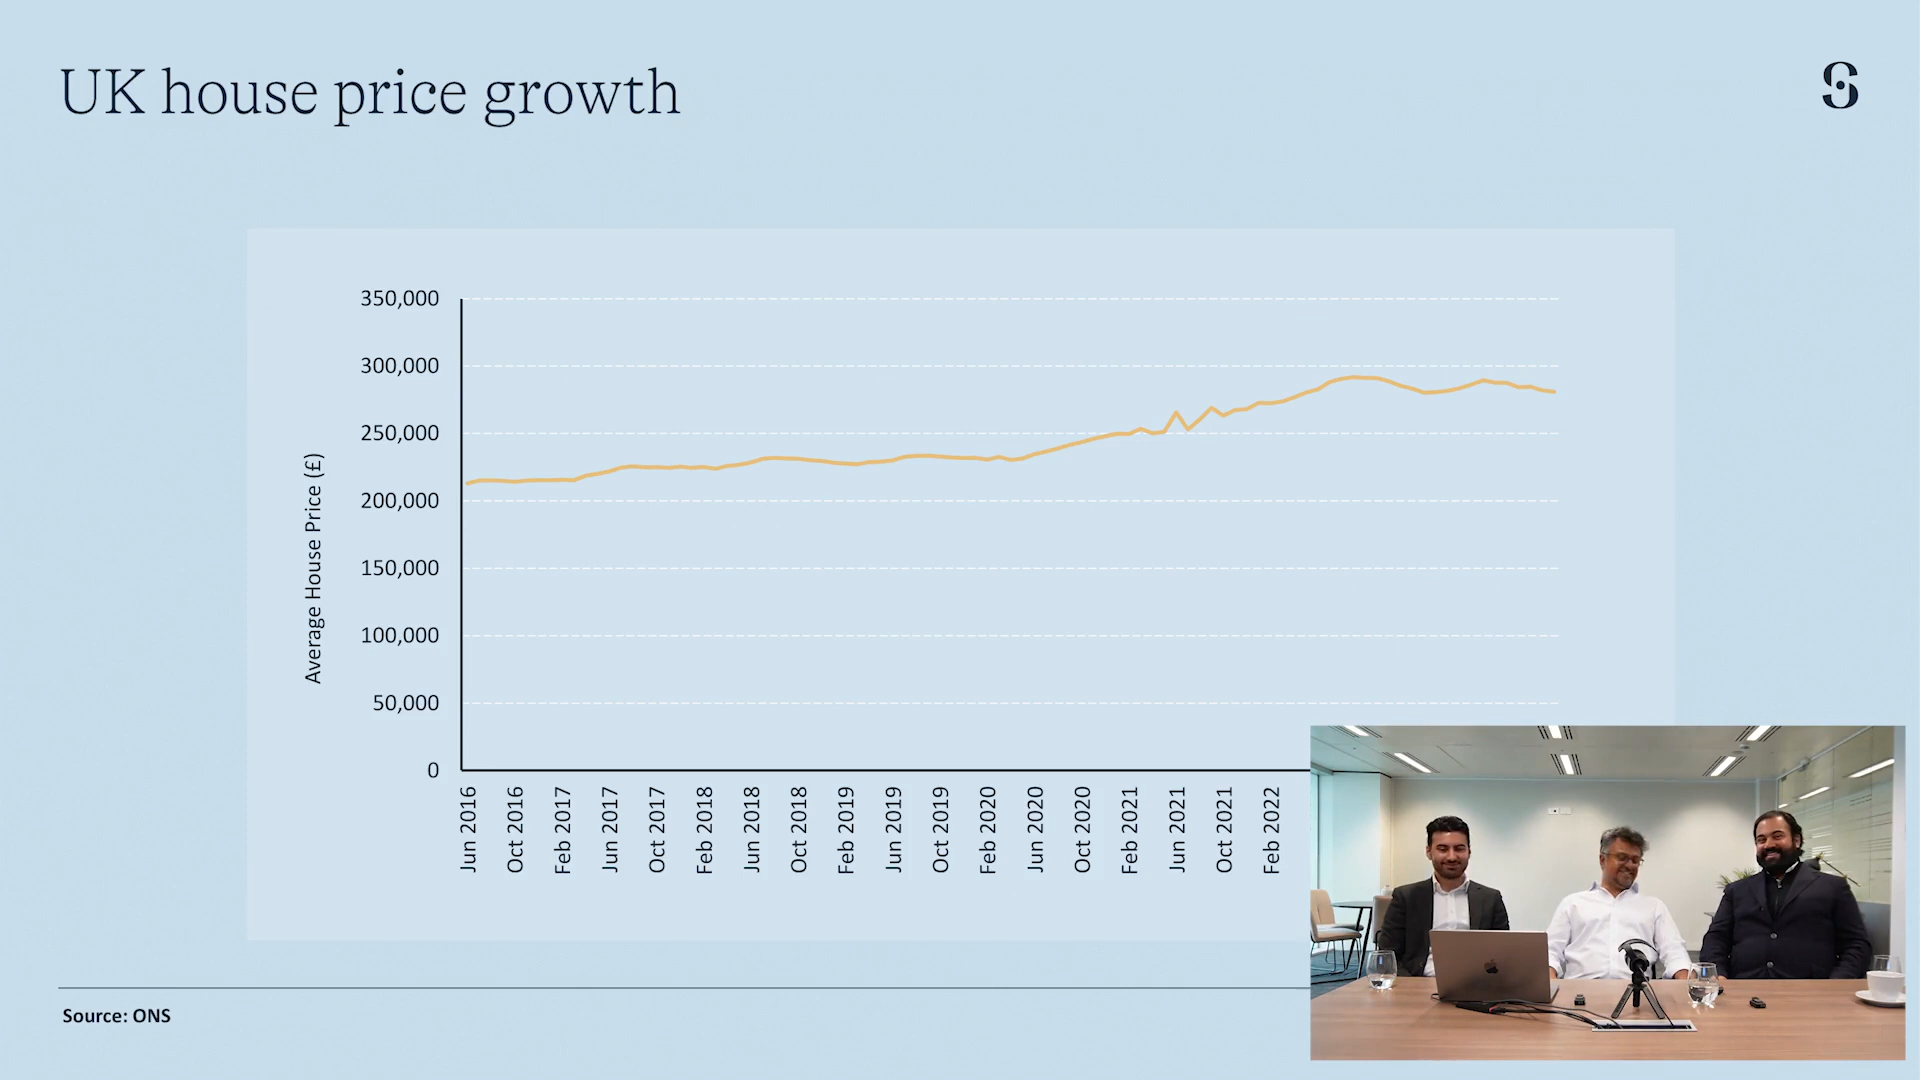 UK house price growth
350,000
300,000
250,000
200,000
150,000
100,000
50,000
0
Average House Price (£)
Jun 2016
Oct 2016
Feb 2017
Jun 2017
Oct 2017
Feb 2018
Jun 2018
Oct 2018
Feb 2019
Jun 2019
Oct 2019
Feb 2020
Jun 2020
Oct 2020
Feb 2021
Jun 2021
Oct 2021
Feb 2022
Source: ONS